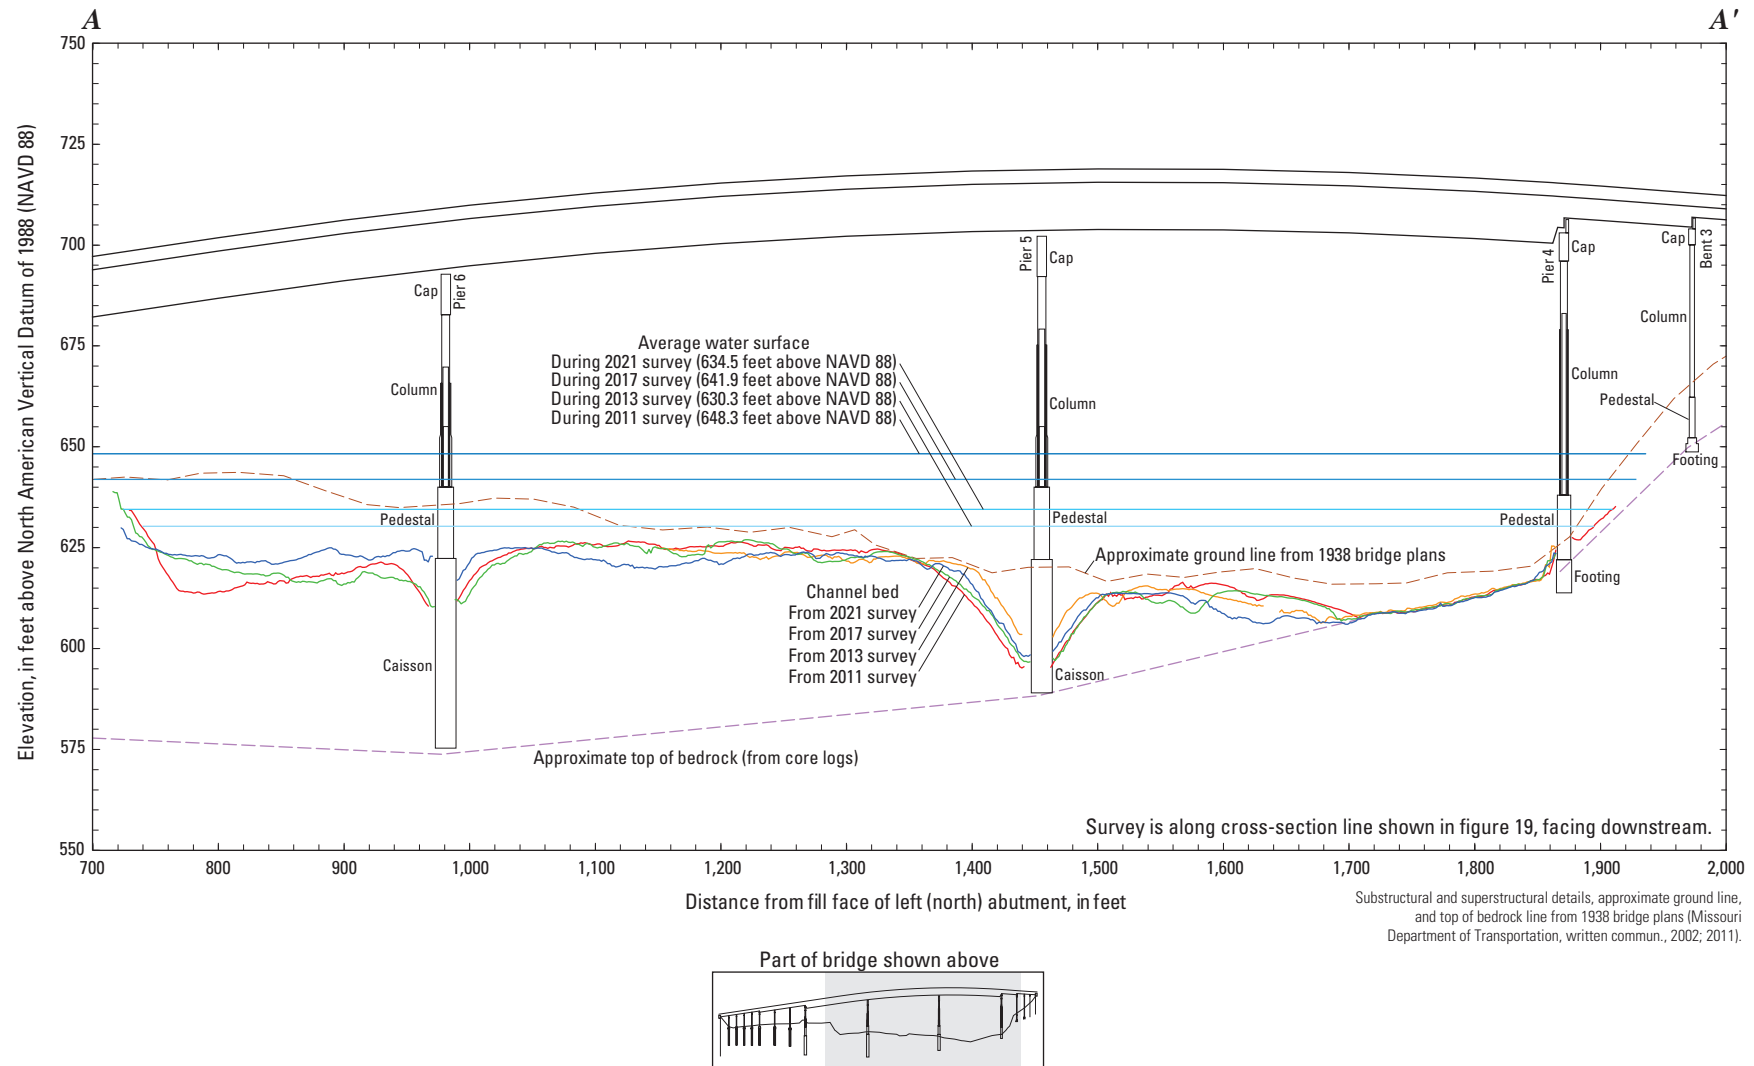 A
A'
Elevation, in feet above North American Vertical Datum of 1988 (NAVD 88)
750
725
700
675
650
625
600
575
550
Cap
Pier 6
Column
Pedestal
Caisson
Average water surface
During 2021 survey (634.5 feet above NAVD 88)
During 2017 survey (641.9 feet above NAVD 88)
During 2013 survey (630.3 feet above NAVD 88)
During 2011 survey (648.3 feet above NAVD 88)
Pier 5
Cap
Column
Pedestal
Caisson
Pier 4
Cap
Column
Pedestal
Footing
Cap
Bent 3
Column
Pedestal
Footing
Approximate ground line from 1938 bridge plans
Channel bed
From 2021 survey
From 2017 survey
From 2013 survey
From 2011 survey
Approximate top of bedrock (from core logs)
Survey is along cross-section line shown in figure 19, facing downstream.
700
800
900
1,000
1,100
1,200
1,300
1,400
1,500
1,600
1,700
1,800
1,900
2,000
Distance from fill face of left (north) abutment, in feet
Substructural and superstructural details, approximate ground line,
and top of bedrock line from 1938 bridge plans (Missouri
Department of Transportation, written commun., 2002; 2011).
Part of bridge shown above